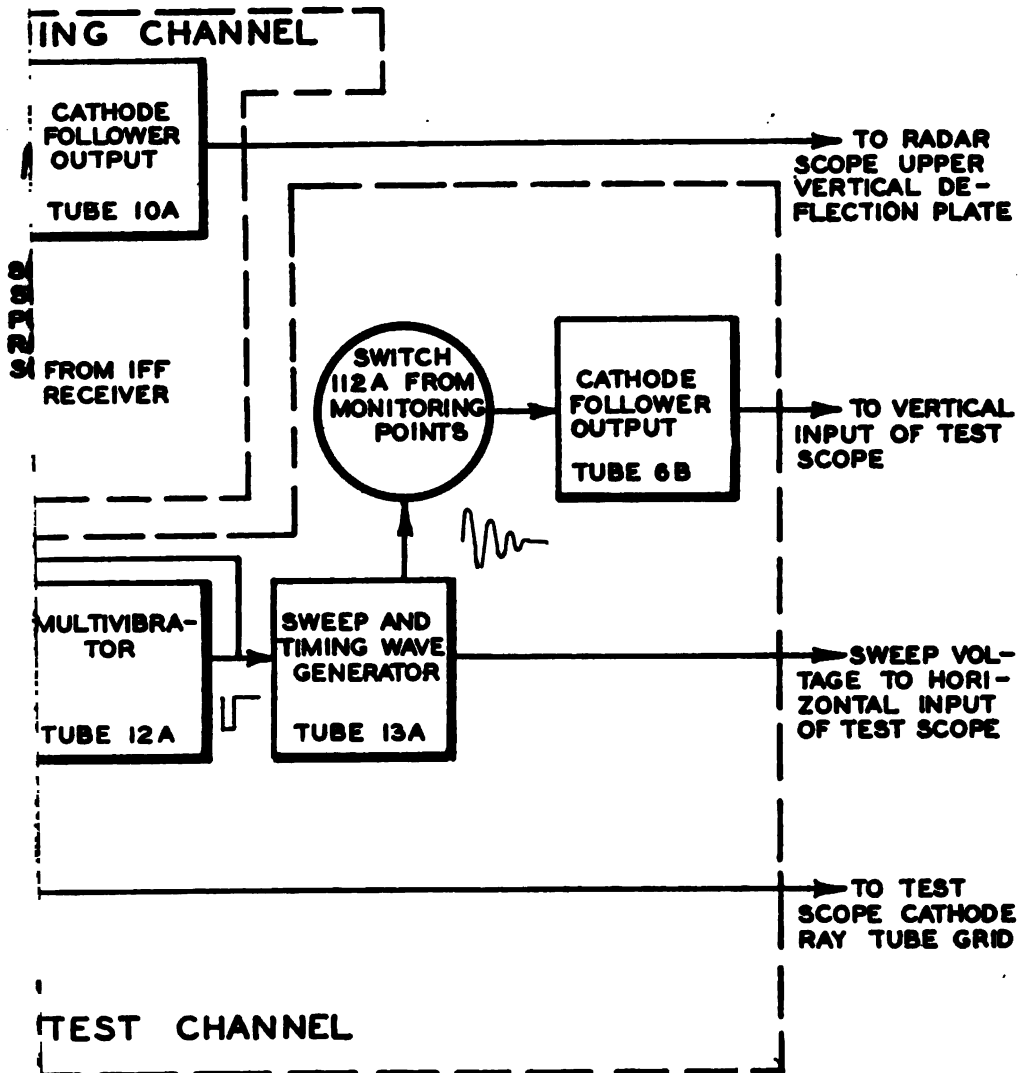 ING CHANNEL
CATHODE
FOLLOWER
OUTPUT
TUBE 10A
TO RADAR
SCOPE UPPER
VERTICAL DE-
FLECTION PLATE
FROM IFF
RECEIVER
SWITCH
112A FROM
MONITORING
POINTS
CATHODE
FOLLOWER
OUTPUT
TUBE 6B
TO VERTICAL
INPUT OF TEST
SCOPE
MULTIVIBRA-
TOR
TUBE 12A
SWEEP AND
TIMING WAVE
GENERATOR
TUBE 13A
SWEEP VOL-
TAGE TO HORI-
ZONTAL INPUT
OF TEST SCOPE
TO TEST
SCOPE CATHODE
RAY TUBE GRID
TEST CHANNEL